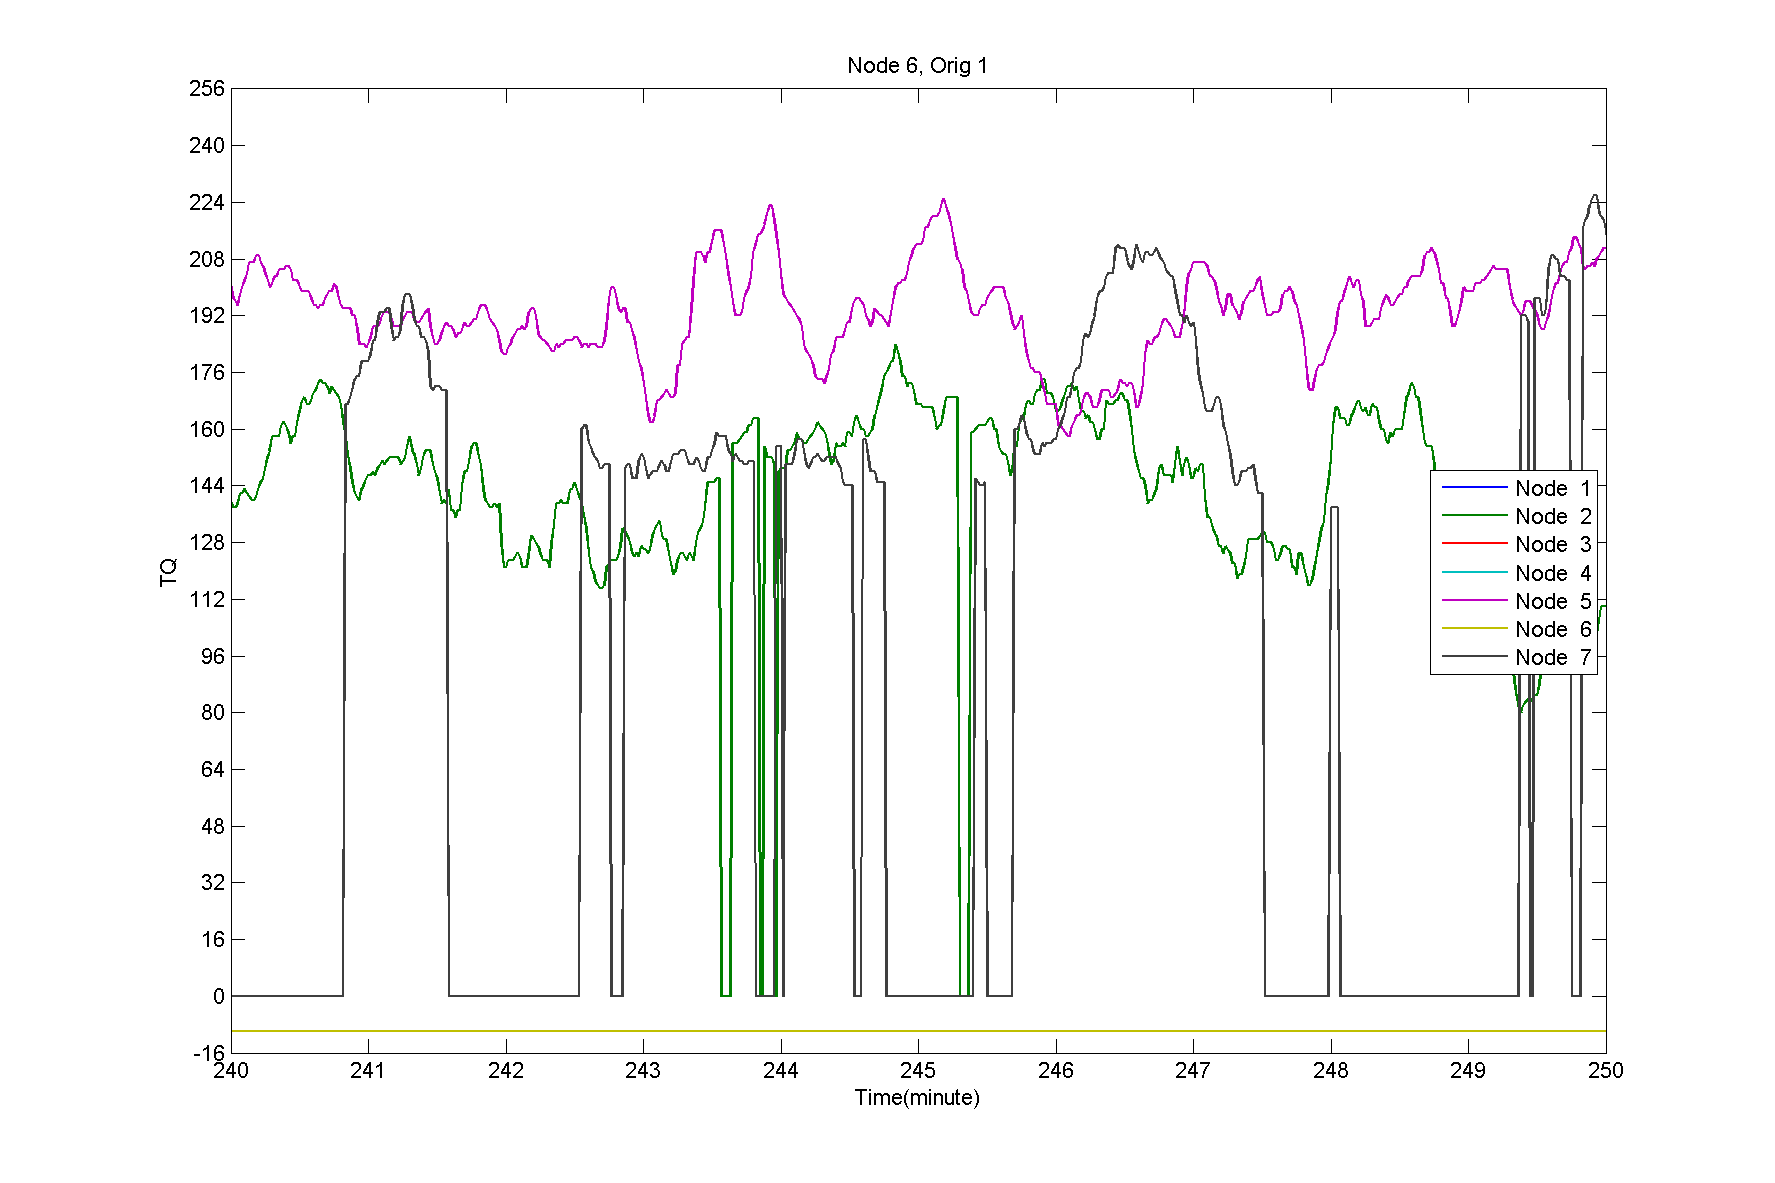 Node 6, Orig 1
256
240
224
208
192
176
160
144
128
112
96
80
64
48
32
16
0
-16
TQ
Node 1
Node 2
Node 3
Node 4
Node 5
Node 6
Node 7
240 241 242 243 244 245 246 247 248 249 250
Time(minute)